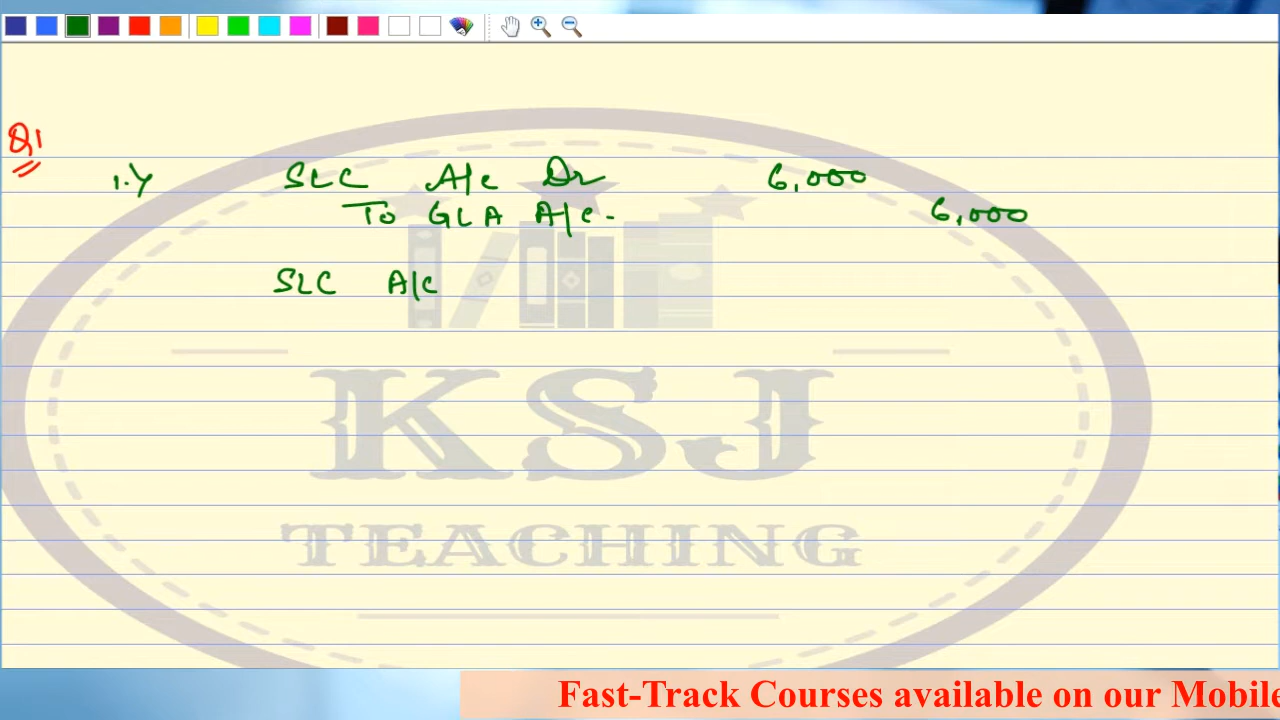 Q1
1.Y SLC A/c Dr 6,000
To GLA A/c. 6,000
SLC A/c
KSJ
TEACHING
Fast-Track Courses available on our Mobile